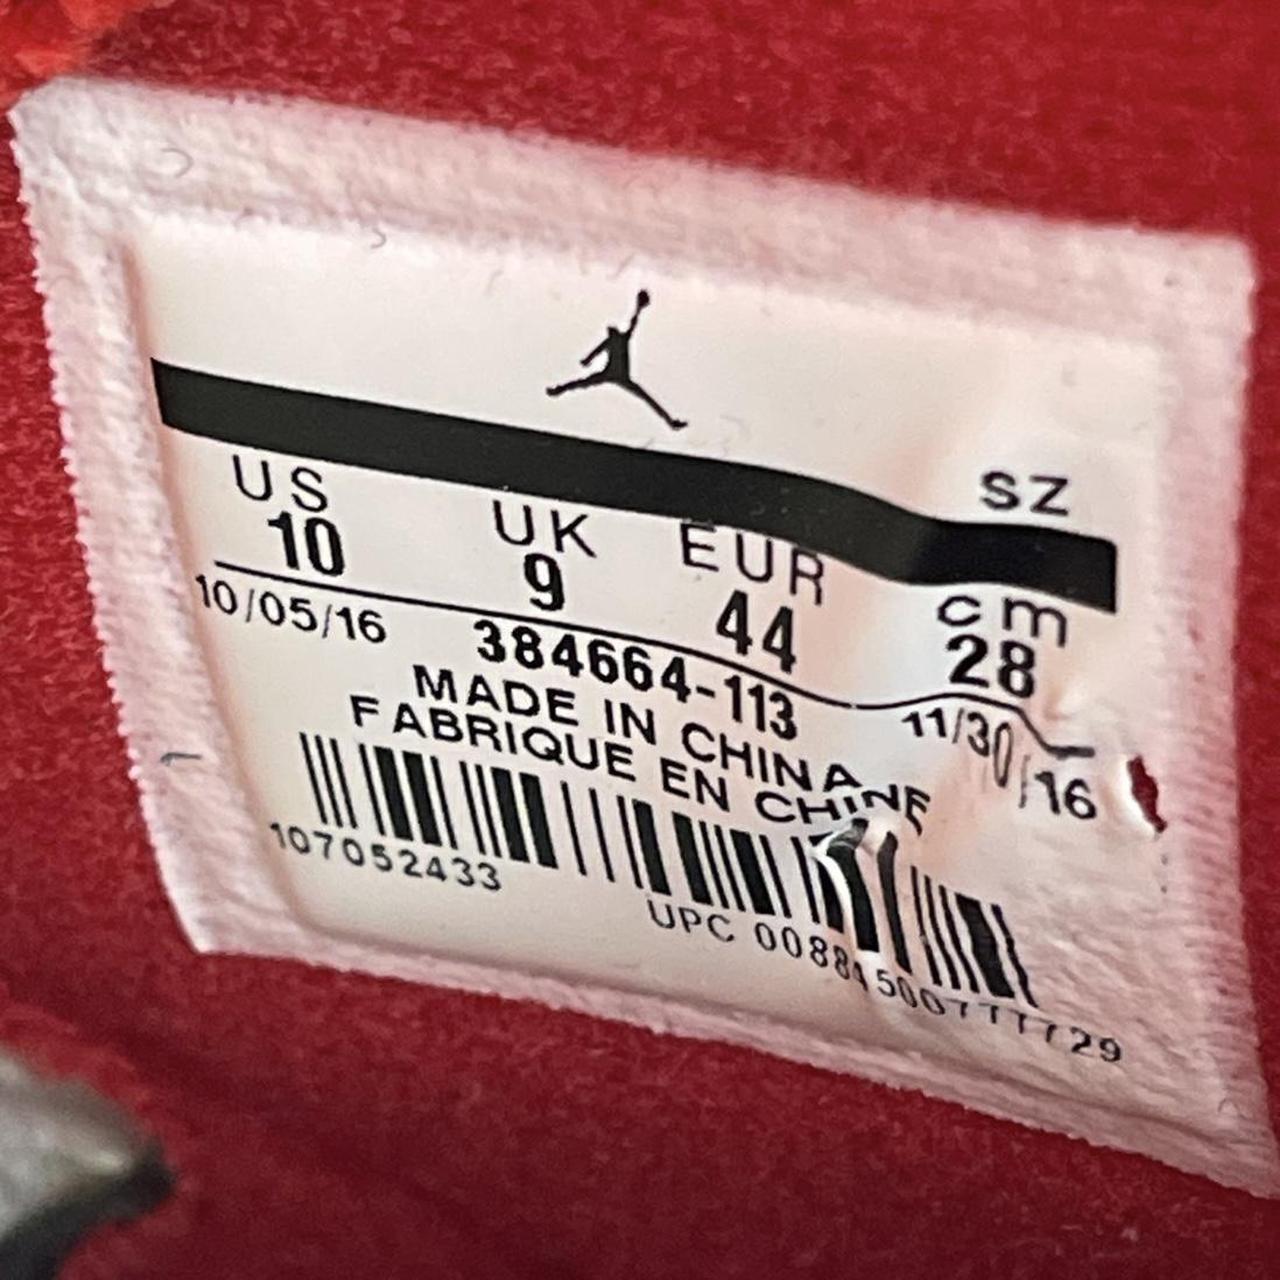 SZ
US UK EUR cm
10 9 44 28
10/05/16 384664-113 11/30/16
MADE IN CHINA
FABRIQUE EN CHINE
107052433
UPC